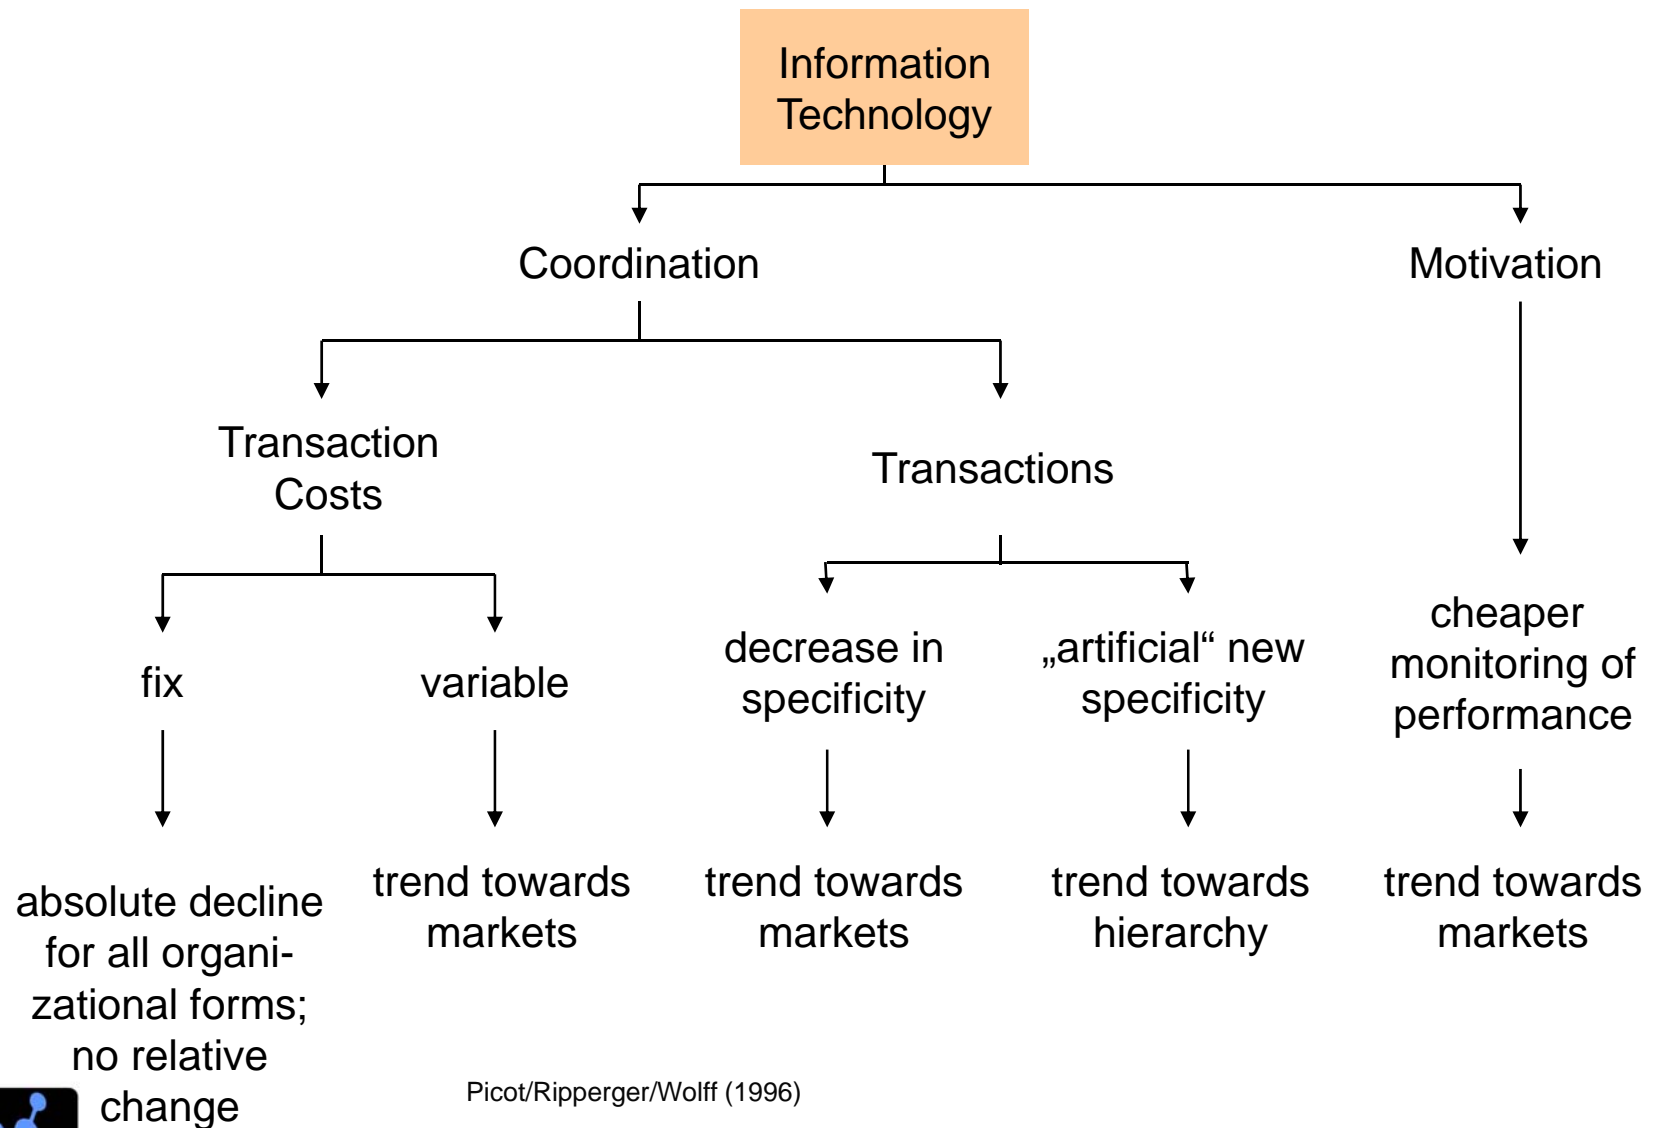 Information
Technology
Coordination
Motivation
Transaction
Costs
Transactions
fix
variable
decrease in
specificity
„artificial“ new
specificity
cheaper
monitoring of
performance
absolute decline
for all organi-
zational forms;
no relative
change
trend towards
markets
trend towards
markets
trend towards
hierarchy
trend towards
markets
Picot/Ripperger/Wolff (1996)